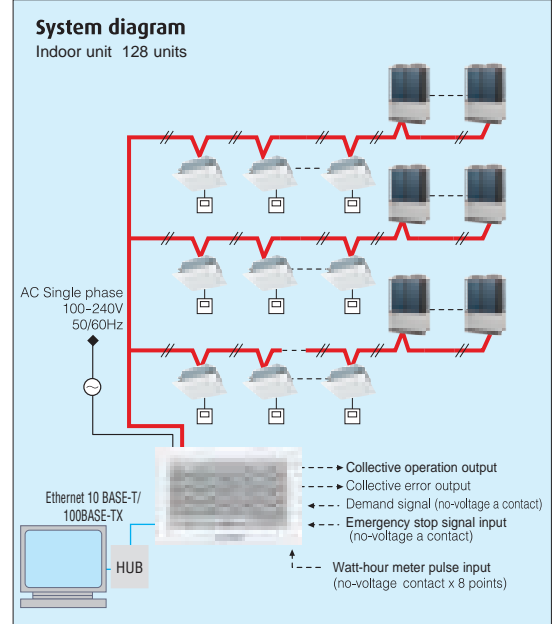 System diagram
Indoor unit 128 units
AC Single phase
100-240V
50/60Hz
Collective operation output
Collective error output
Demand signal (no-voltage a contact)
Emergency stop signal input
(no-voltage a contact)
Ethernet 10 BASE-T/
100BASE-TX
HUB
Watt-hour meter pulse input
(no-voltage contact x 8 points)